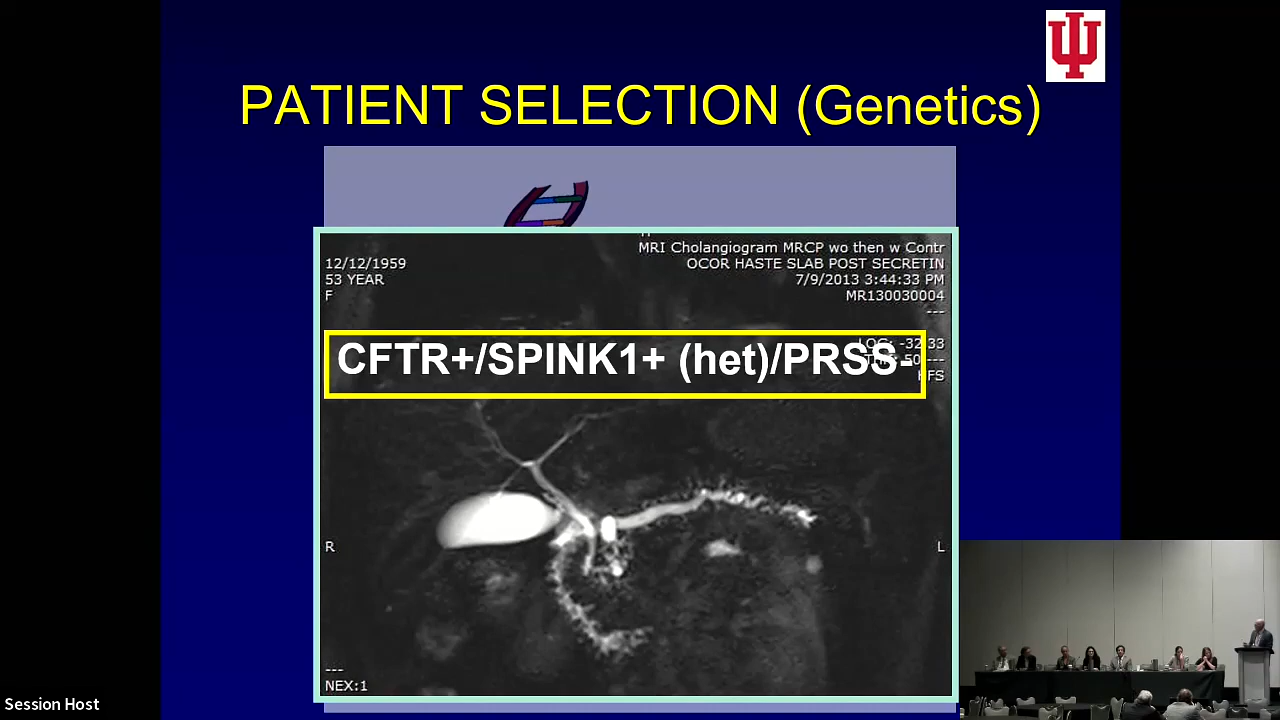 PATIENT SELECTION (Genetics)
MRI Cholangiogram MRCP wo then w Contr
12/12/1959
OCOR HASTE SLAB POST SECRETIN
53 YEAR
7/9/2013 3:44:33 PM
F
MR130030004
---
CFTR+/SPINK1+ (het)/PRSS-
R
L
---
NEX:1
Session Host